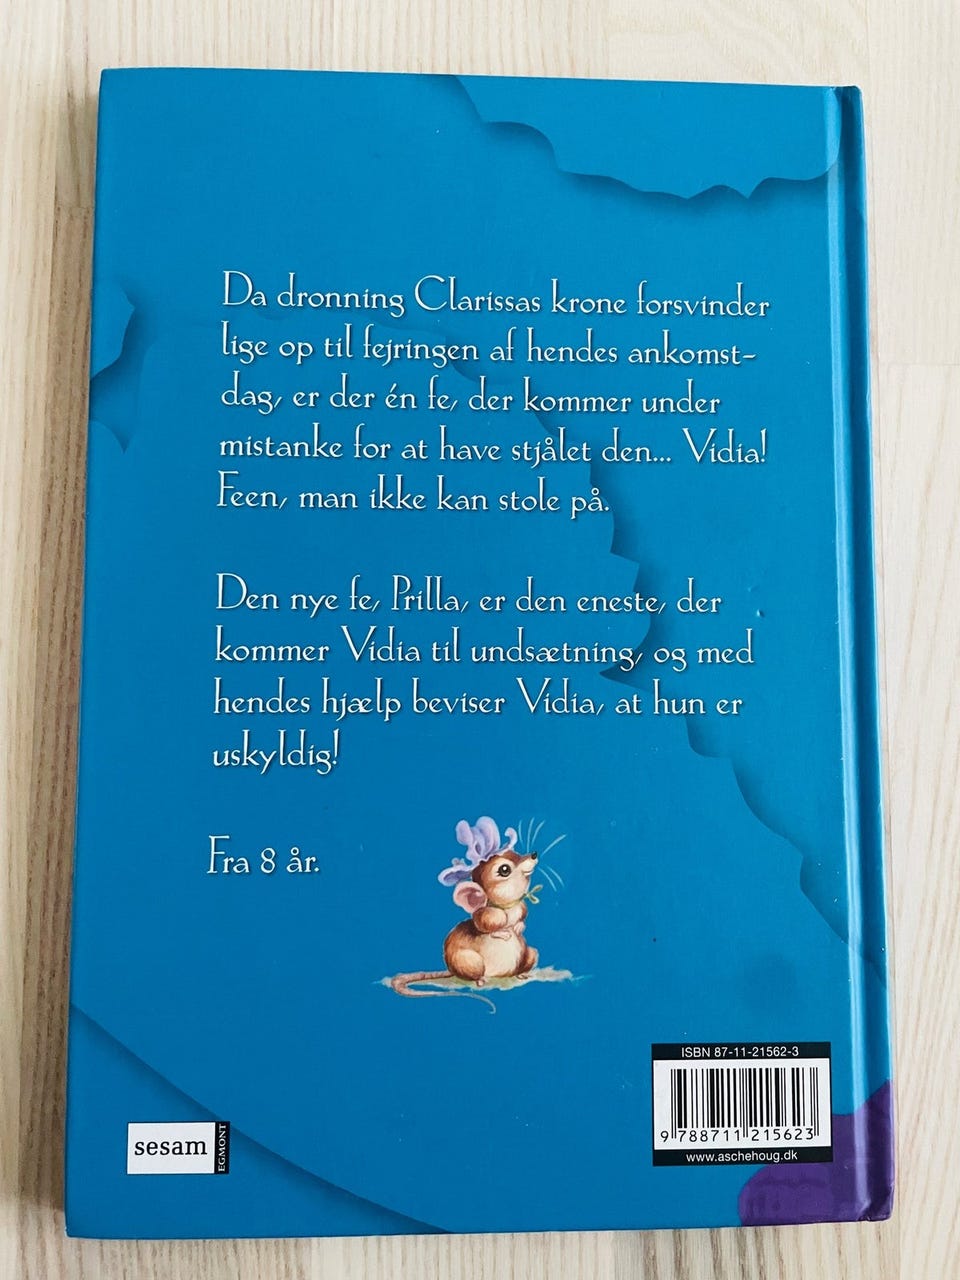 Da dronning Clarissas krone forsvinder
lige op til fejringen af hendes ankomst-
dag, er der én fe, der kommer under
mistanke for at have stjålet den... Vidia!
Feen, man ikke kan stole på.
Den nye fe, Prilla, er den eneste, der
kommer Vidia til undsætning, og med
hendes hjælp beviser Vidia, at hun er
uskyldig!
Fra 8 år.
ISBN 87-11-21562-3
9 788711 215623
www.aschehoug.dk
sesam
EGMONT